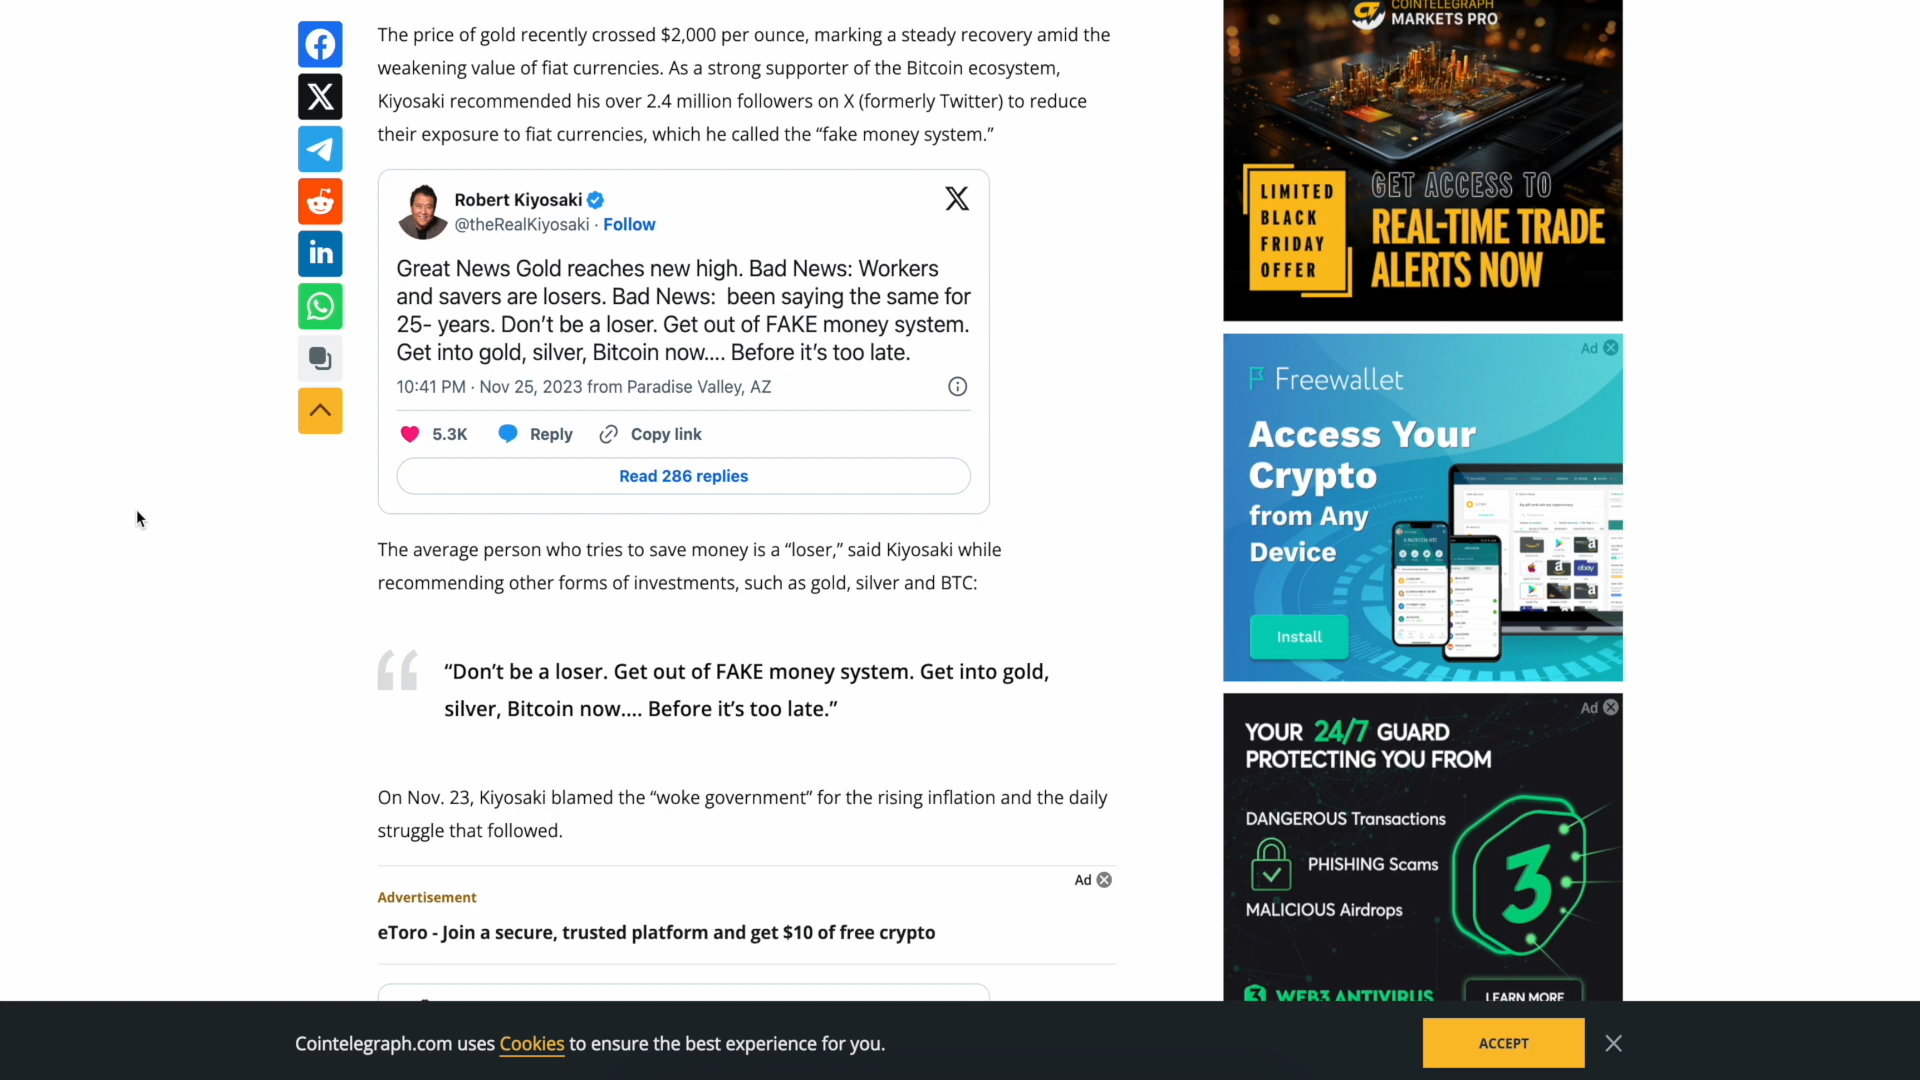 The price of gold recently crossed $2,000 per ounce, marking a steady recovery amid the
weakening value of fiat currencies. As a strong supporter of the Bitcoin ecosystem,
Kiyosaki recommended his over 2.4 million followers on X (formerly Twitter) to reduce
their exposure to fiat currencies, which he called the “fake money system.”
Robert Kiyosaki
@theRealKiyosaki · Follow
Great News Gold reaches new high. Bad News: Workers
and savers are losers. Bad News:  been saying the same for
25- years. Don’t be a loser. Get out of FAKE money system.
Get into gold, silver, Bitcoin now.... Before it’s too late.
10:41 PM · Nov 25, 2023 from Paradise Valley, AZ
5.3K Reply Copy link
Read 286 replies
The average person who tries to save money is a “loser,” said Kiyosaki while
recommending other forms of investments, such as gold, silver and BTC:
“Don’t be a loser. Get out of FAKE money system. Get into gold,
silver, Bitcoin now.... Before it’s too late.”
On Nov. 23, Kiyosaki blamed the “woke government” for the rising inflation and the daily
struggle that followed.
Ad
Advertisement
eToro - Join a secure, trusted platform and get $10 of free crypto
COINTELEGRAPH
MARKETS PRO
LIMITED
BLACK
FRIDAY
OFFER
GET ACCESS TO
REAL-TIME TRADE
ALERTS NOW
Ad
Freewallet
Access Your
Crypto
from Any
Device
Install
Ad
YOUR 24/7 GUARD
PROTECTING YOU FROM
DANGEROUS Transactions
PHISHING Scams
MALICIOUS Airdrops
3
WEB3 ANTIVIRUS
LEARN MORE
Cointelegraph.com uses Cookies to ensure the best experience for you.
ACCEPT